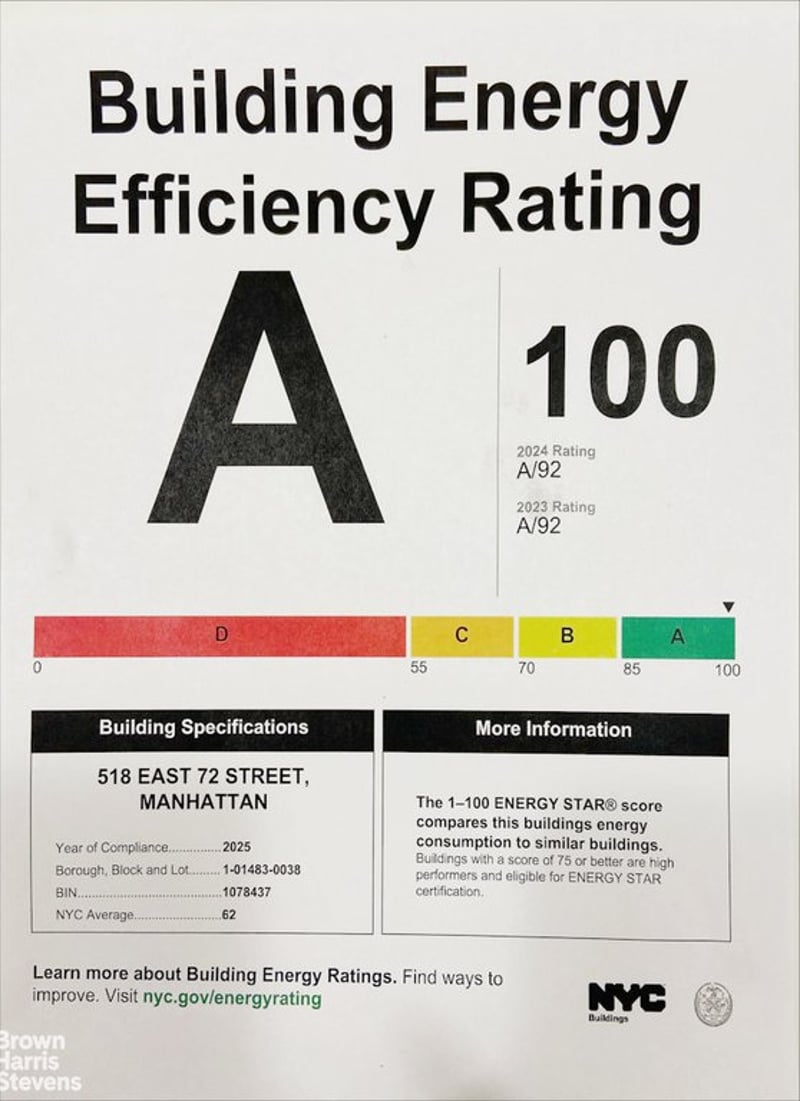 Building Energy
Efficiency Rating
A
100
2024 Rating
A/92
2023 Rating
A/92
D C B A
0 55 70 85 100
Building Specifications
518 EAST 72 STREET,
MANHATTAN
Year of Compliance...............2025
Borough, Block and Lot.........1-01483-0038
BIN........................................1078437
NYC Average........................62
More Information
The 1–100 ENERGY STAR® score
compares this buildings energy
consumption to similar buildings.
Buildings with a score of 75 or better are high
performers and eligible for ENERGY STAR
certification.
Learn more about Building Energy Ratings. Find ways to
improve. Visit nyc.gov/energyrating
NYC
Buildings
Brown
Harris
Stevens